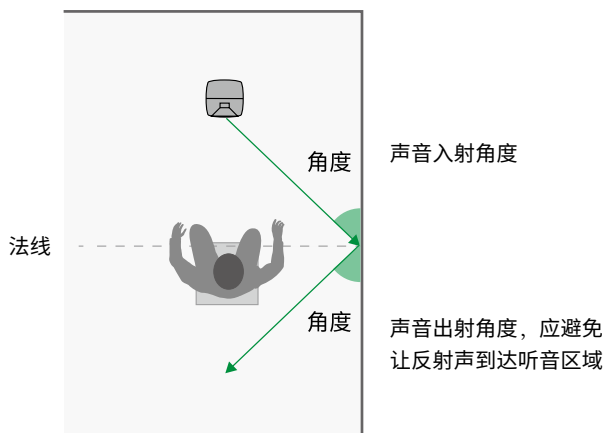 角度
声音入射角度
法线
角度
声音出射角度，应避免
让反射声到达听音区域